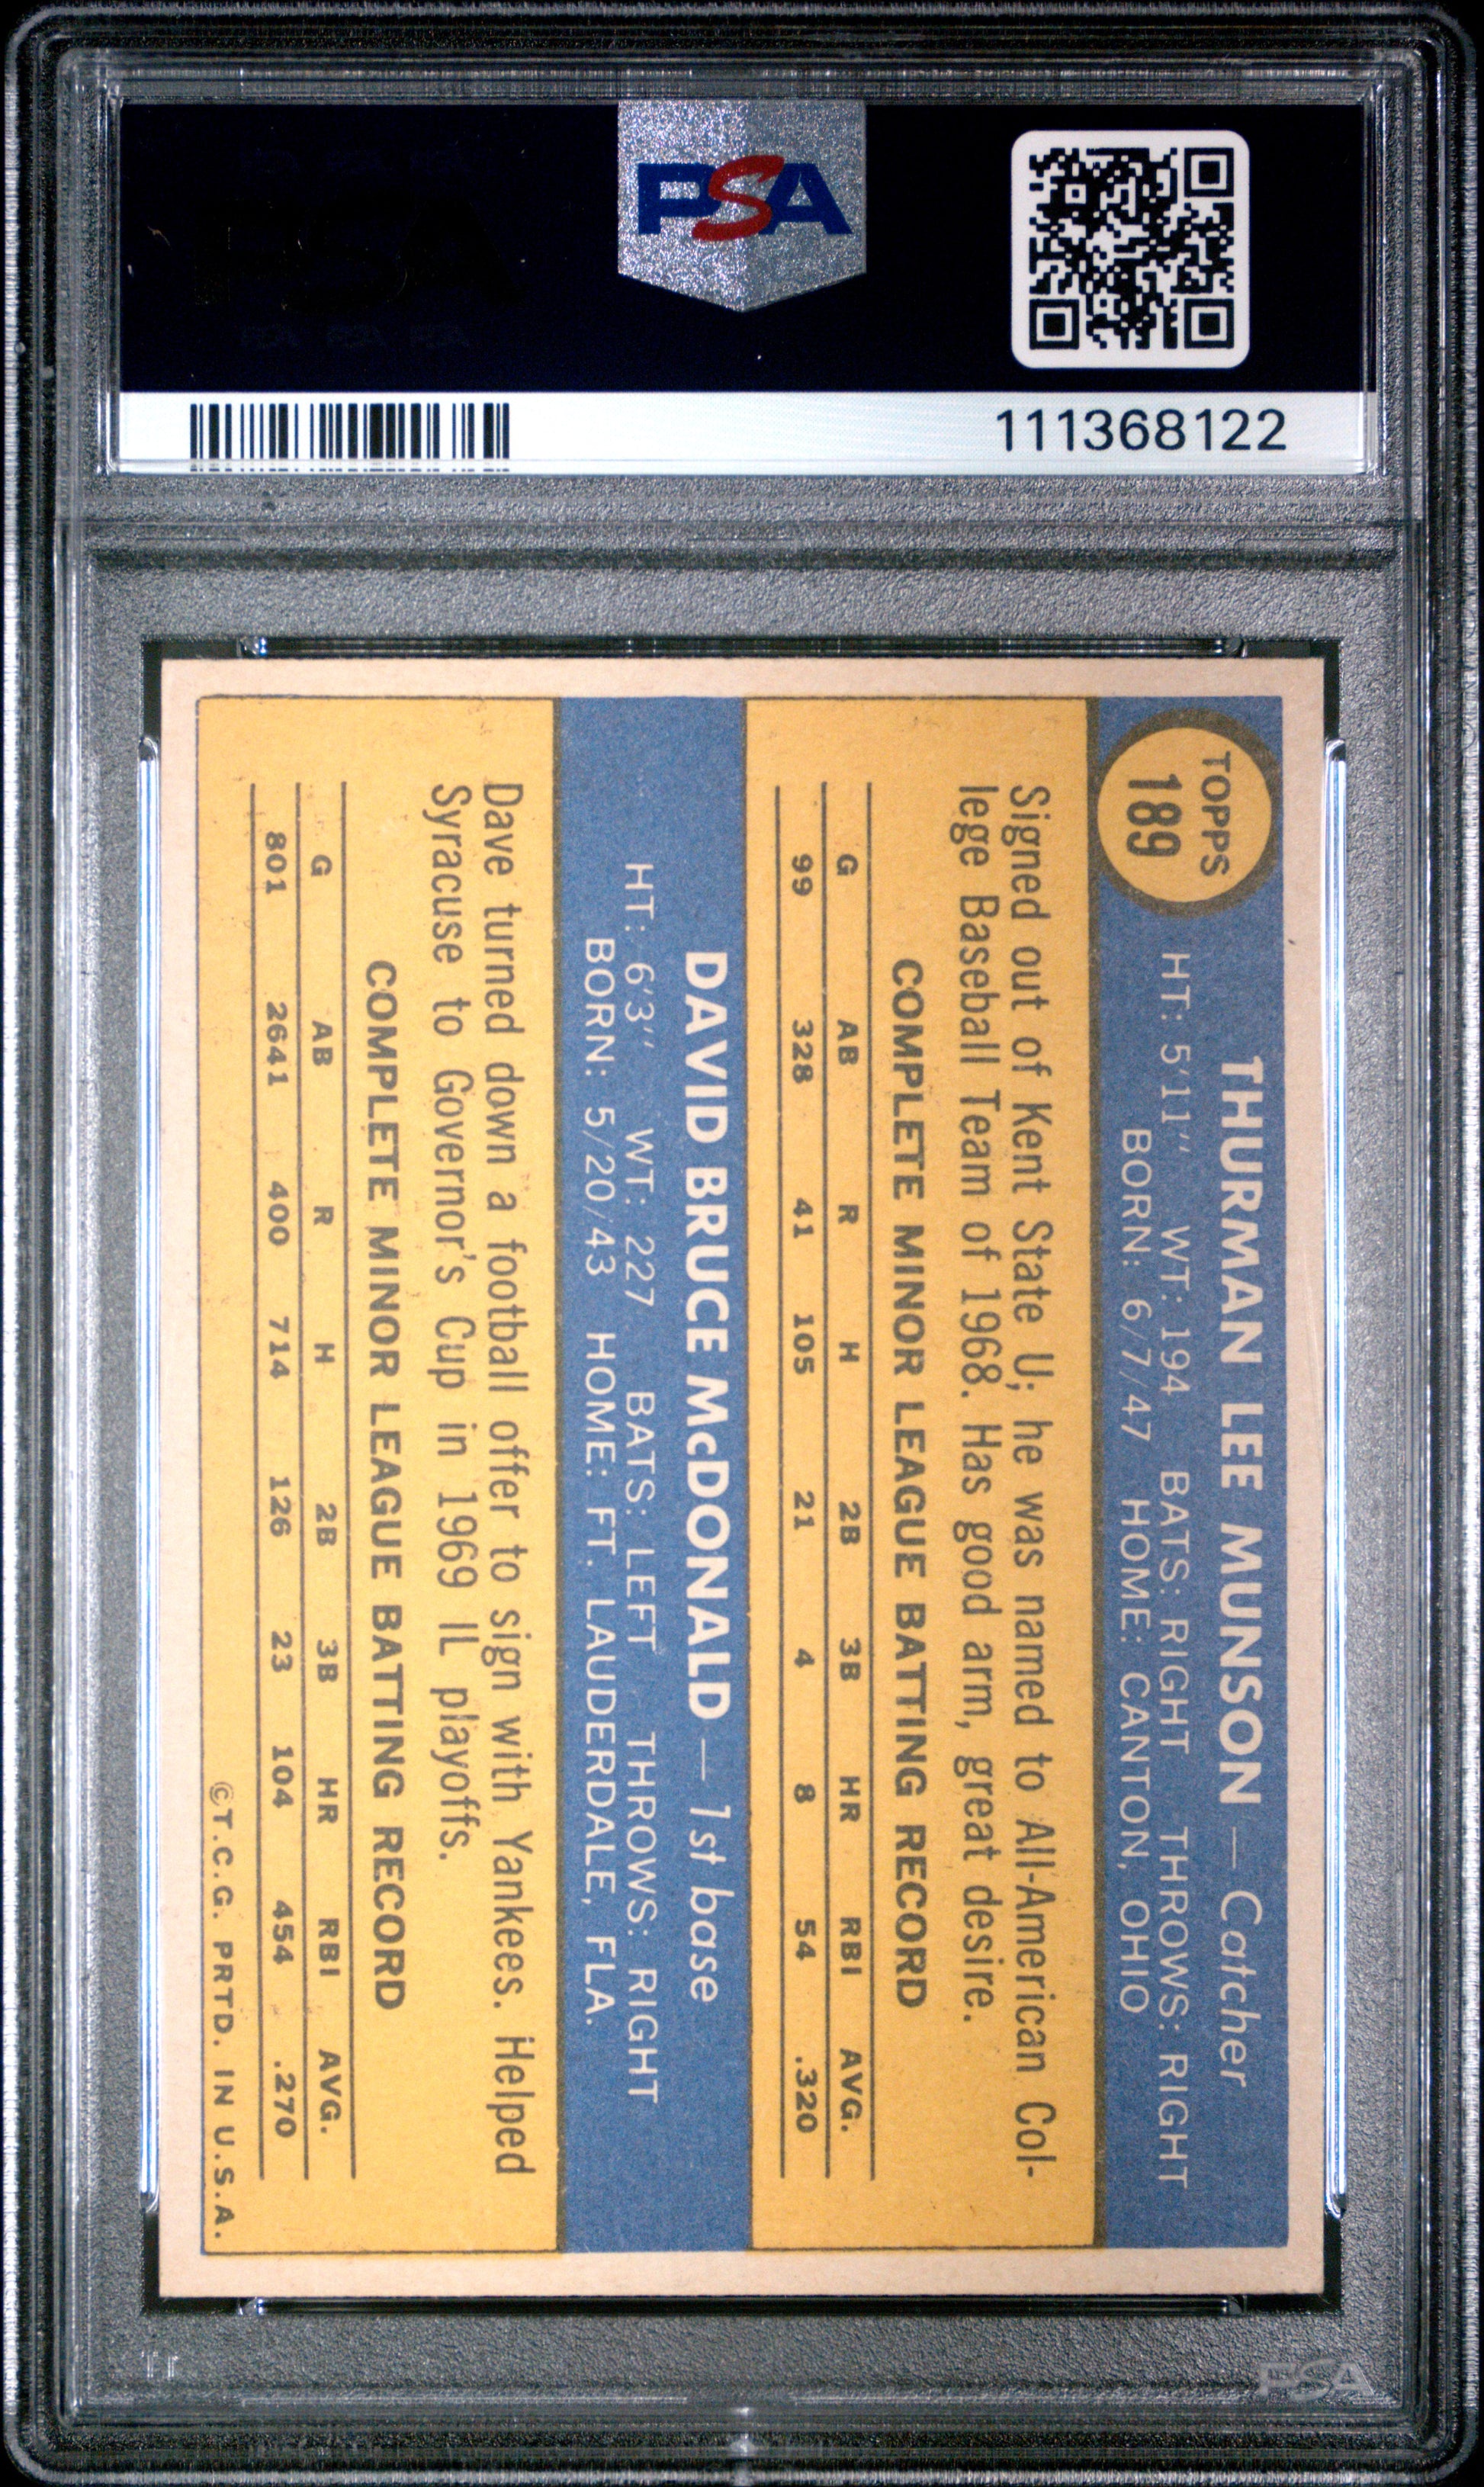 PSA
111368122
TOPPS
189
THURMAN LEE MUNSON — Catcher
HT: 5'11" WT: 194 BATS: RIGHT THROWS: RIGHT
BORN: 6/7/47 HOME: CANTON, OHIO
Signed out of Kent State U; he was named to All-American Col-
lege Baseball Team of 1968. Has good arm, great desire.
COMPLETE MINOR LEAGUE BATTING RECORD
G AB R H 2B 3B HR RBI AVG.
99 328 41 105 21 4 8 54 .320
DAVID BRUCE McDONALD — 1st base
HT: 6'3" WT: 227 BATS: LEFT THROWS: RIGHT
BORN: 5/20/43 HOME: FT. LAUDERDALE, FLA.
Dave turned down a football offer to sign with Yankees. Helped
Syracuse to Governor's Cup in 1969 IL playoffs.
COMPLETE MINOR LEAGUE BATTING RECORD
G AB R H 2B 3B HR RBI AVG.
801 2641 400 714 126 23 104 454 .270
©T.C.G. PRTD. IN U.S.A.
PSA